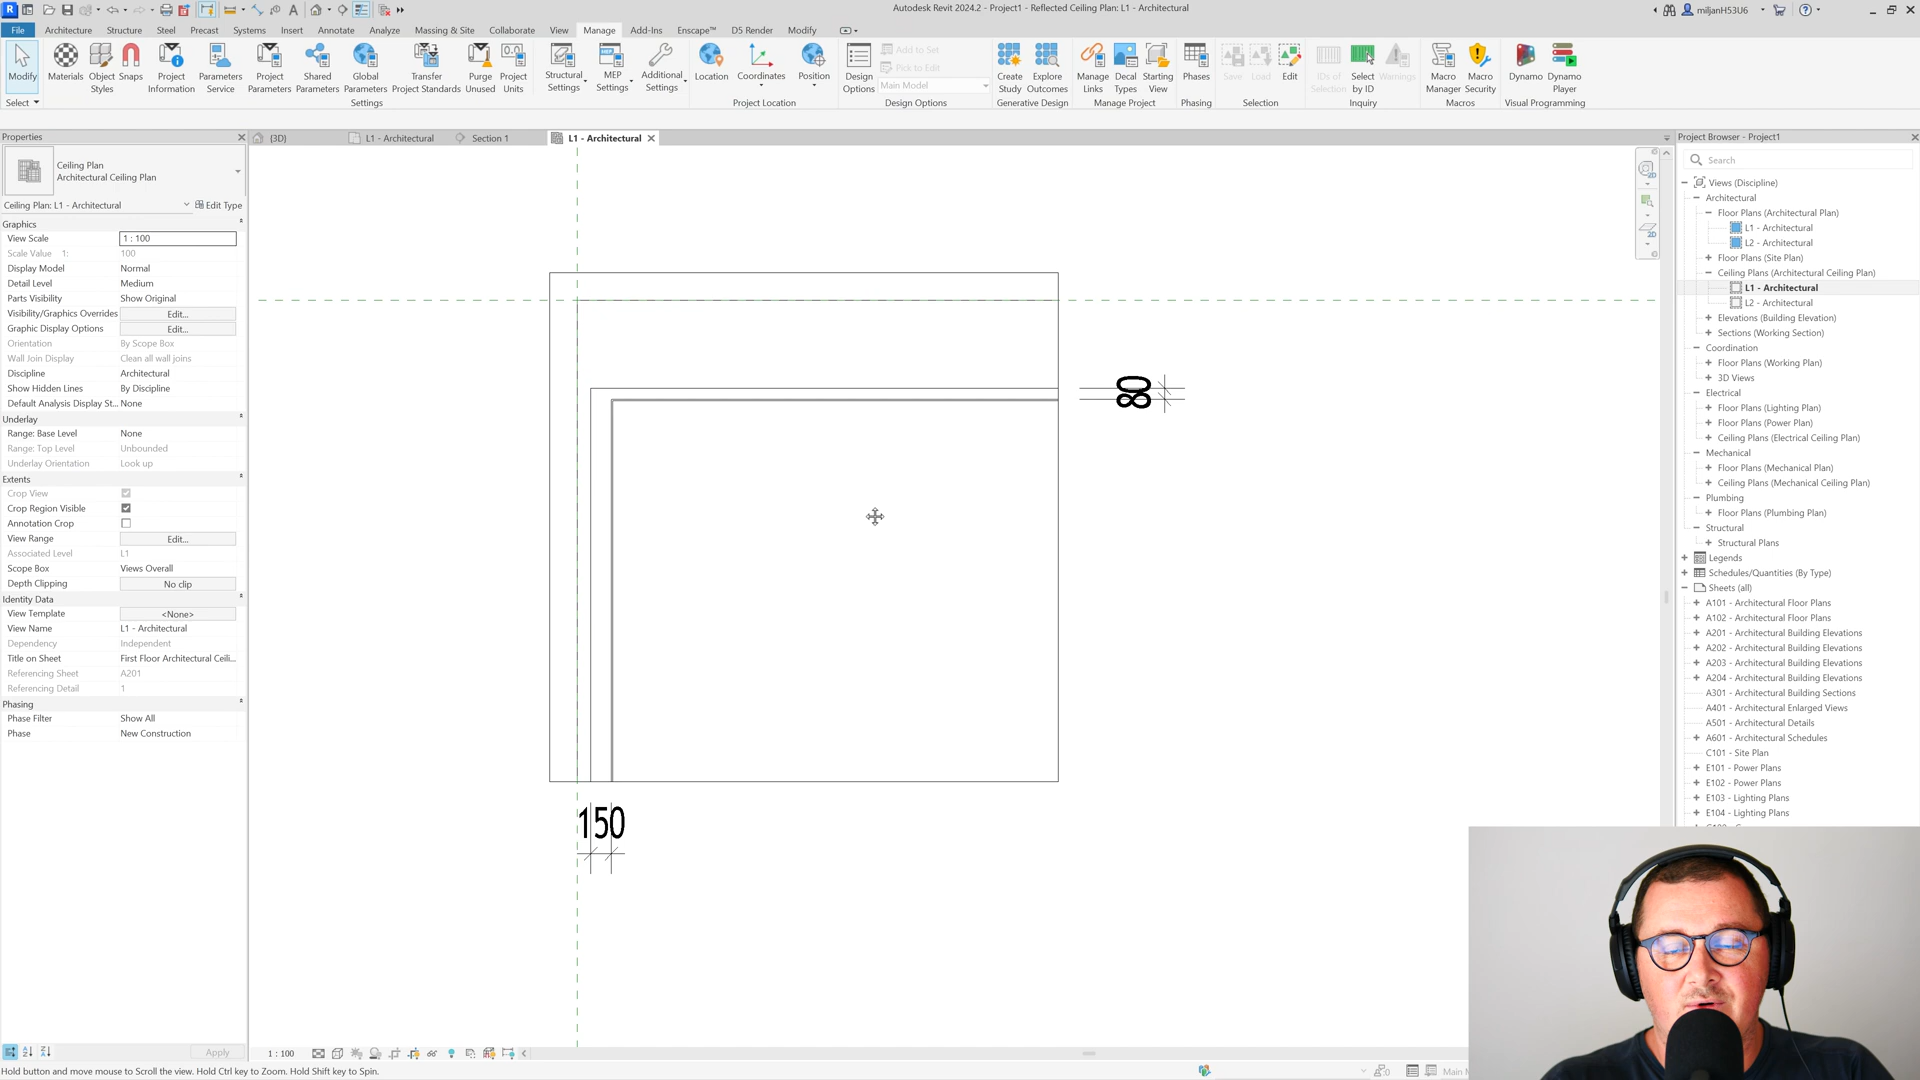 Autodesk Revit 2024.2 - Project1 - Reflected Ceiling Plan: L1 - Architectural
miljanH53U6
File Architecture Structure Steel Precast Systems Insert Annotate Analyze Massing & Site Collaborate View Manage Add-Ins Enscape™ D5 Render Modify
Modify
Materials
Object Styles
Snaps
Project Information
Parameters Service
Project Parameters
Shared Parameters
Global Parameters
Transfer Project Standards
Purge Unused
Project Units
Structural Settings
MEP Settings
Additional Settings
Location
Coordinates
Position
Design Options
Add to Set
Pick to Edit
Main Model
Create Study
Explore Outcomes
Manage Links
Decal Types
Starting View
Phases
Save
Load
Edit
IDs of Selection
Select by ID
Warnings
Macro Manager
Macro Security
Dynamo
Dynamo Player
Select
Settings
Project Location
Design Options
Generative Design
Manage Project
Phasing
Selection
Inquiry
Macros
Visual Programming
Properties
{3D}
L1 - Architectural
Section 1
L1 - Architectural
Project Browser - Project1
Ceiling Plan
Architectural Ceiling Plan
Ceiling Plan: L1 - Architectural
Edit Type
Graphics
View Scale 1 : 100
Scale Value 1: 100
Display Model Normal
Detail Level Medium
Parts Visibility Show Original
Visibility/Graphics Overrides Edit...
Graphic Display Options Edit...
Orientation By Scope Box
Wall Join Display Clean all wall joins
Discipline Architectural
Show Hidden Lines By Discipline
Default Analysis Display St... None
Underlay
Range: Base Level None
Range: Top Level Unbounded
Underlay Orientation Look up
Extents
Crop View
Crop Region Visible
Annotation Crop
View Range Edit...
Associated Level L1
Scope Box Views Overall
Depth Clipping No clip
Identity Data
View Template <None>
View Name L1 - Architectural
Dependency Independent
Title on Sheet First Floor Architectural Ceili...
Referencing Sheet A201
Referencing Detail 1
Phasing
Phase Filter Show All
Phase New Construction
Apply
80
150
Search
Views (Discipline)
Architectural
Floor Plans (Architectural Plan)
L1 - Architectural
L2 - Architectural
Floor Plans (Site Plan)
Ceiling Plans (Architectural Ceiling Plan)
L1 - Architectural
L2 - Architectural
Elevations (Building Elevation)
Sections (Working Section)
Coordination
Floor Plans (Working Plan)
3D Views
Electrical
Floor Plans (Lighting Plan)
Floor Plans (Power Plan)
Ceiling Plans (Electrical Ceiling Plan)
Mechanical
Floor Plans (Mechanical Plan)
Ceiling Plans (Mechanical Ceiling Plan)
Plumbing
Floor Plans (Plumbing Plan)
Structural
Structural Plans
Legends
Schedules/Quantities (By Type)
Sheets (all)
A101 - Architectural Floor Plans
A102 - Architectural Floor Plans
A201 - Architectural Building Elevations
A202 - Architectural Building Elevations
A203 - Architectural Building Elevations
A204 - Architectural Building Elevations
A301 - Architectural Building Sections
A401 - Architectural Enlarged Views
A501 - Architectural Details
A601 - Architectural Schedules
C101 - Site Plan
E101 - Power Plans
E102 - Power Plans
E103 - Lighting Plans
E104 - Lighting Plans
1 : 100
Hold button and move mouse to Scroll the view. Hold Ctrl key to Zoom. Hold Shift key to Spin.
:0
Main